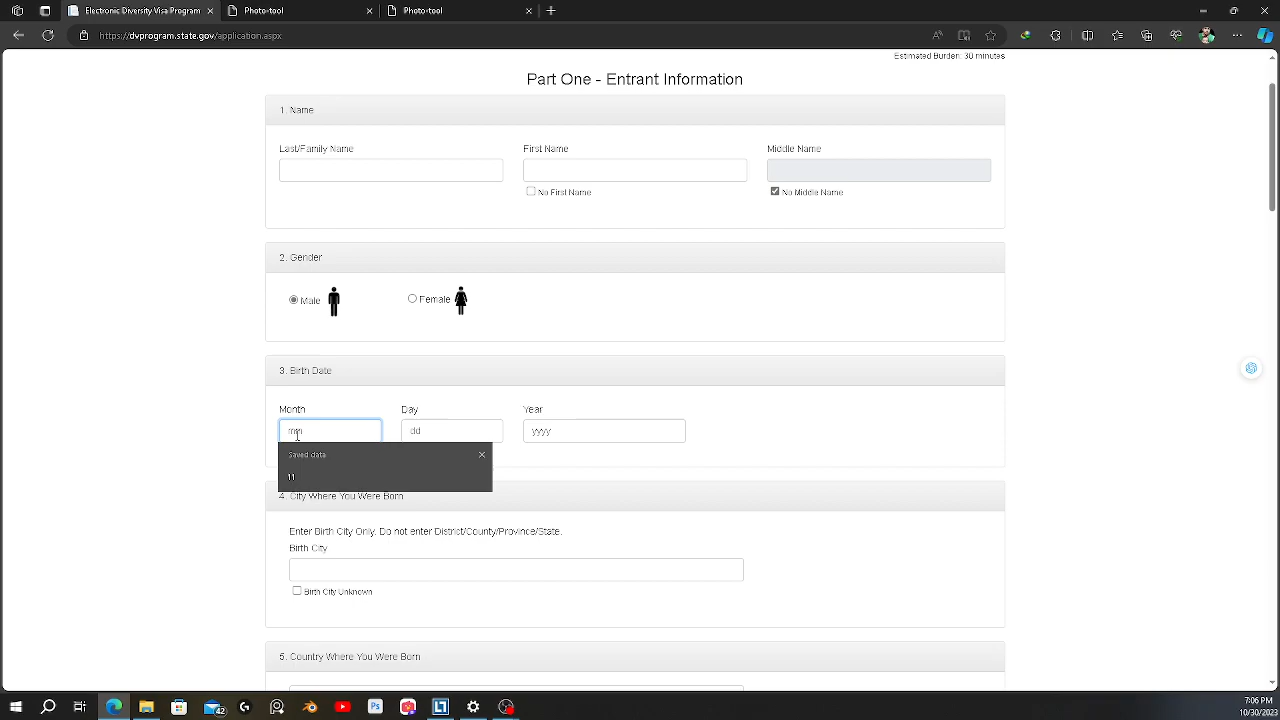 Electronic Diversity Visa Program
Photo-tool
Photo-tool
https://dvprogram.state.gov/application.aspx
Estimated Burden: 30 minutes
Part One - Entrant Information
1. Name
Last/Family Name
First Name
Middle Name
No First Name
No Middle Name
2. Gender
Male
Female
3. Birth Date
Month
Day
Year
mm
dd
yyyy
Saved data
11
4. City Where You Were Born
Enter Birth City Only. Do not enter District/County/Province/State.
Birth City
Birth City Unknown
5. Country Where You Were Born
7:06 PM
10/30/2023